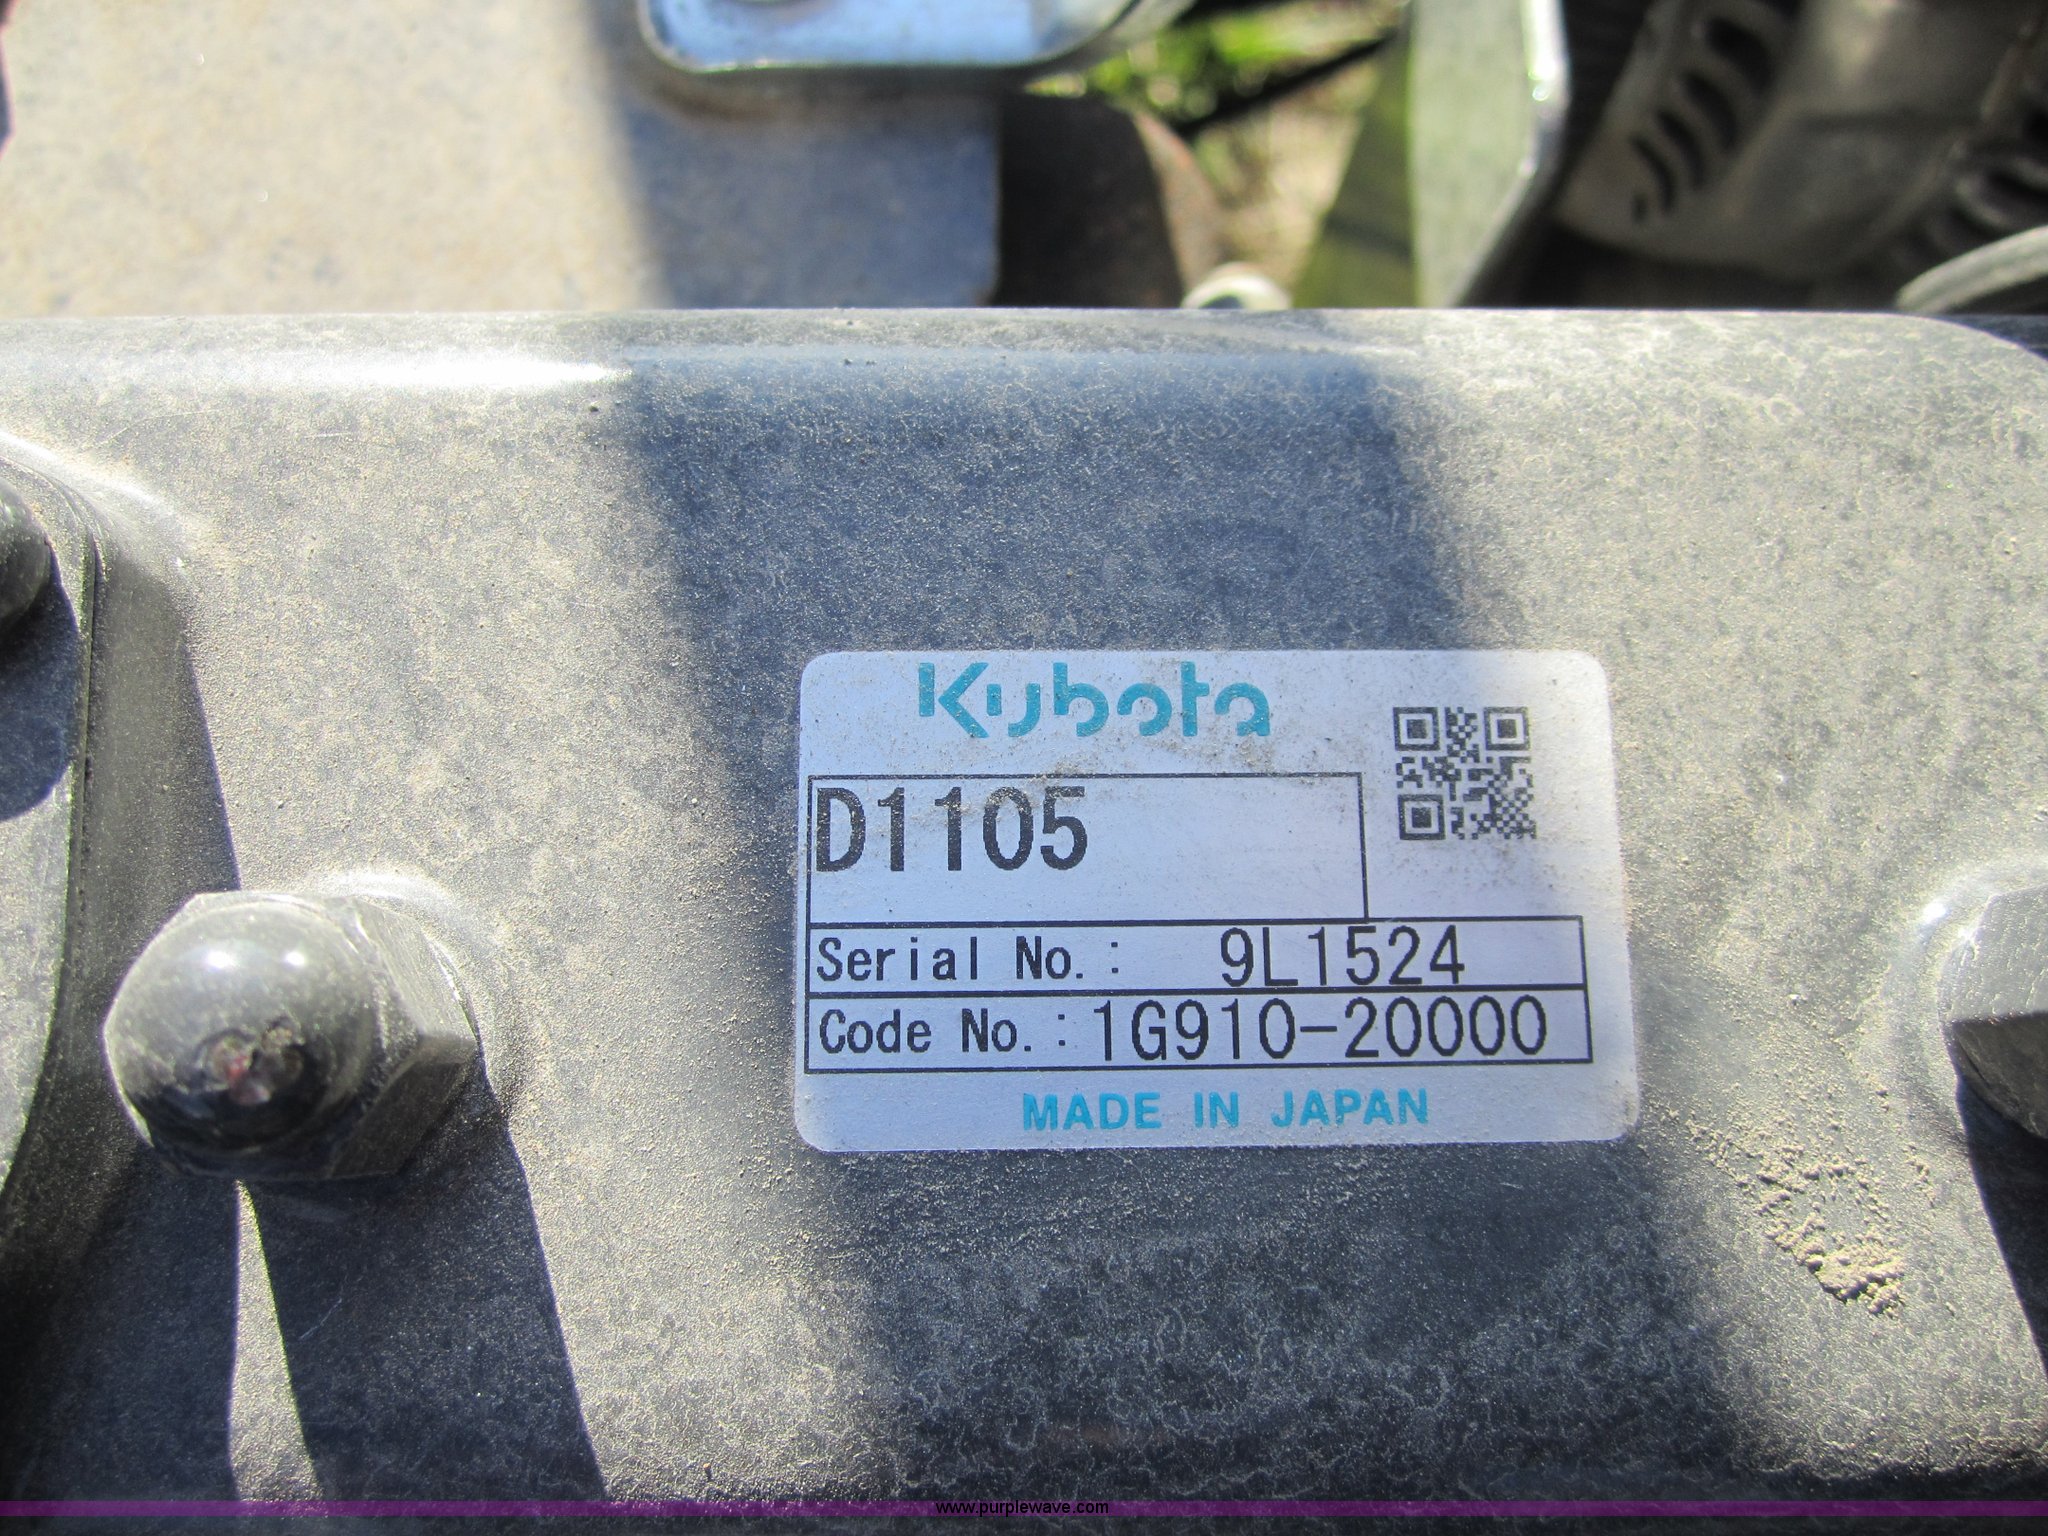 Kubota
D1105
Serial No.: 9L1524
Code No.: 1G910-20000
MADE IN JAPAN
www.purplewave.com